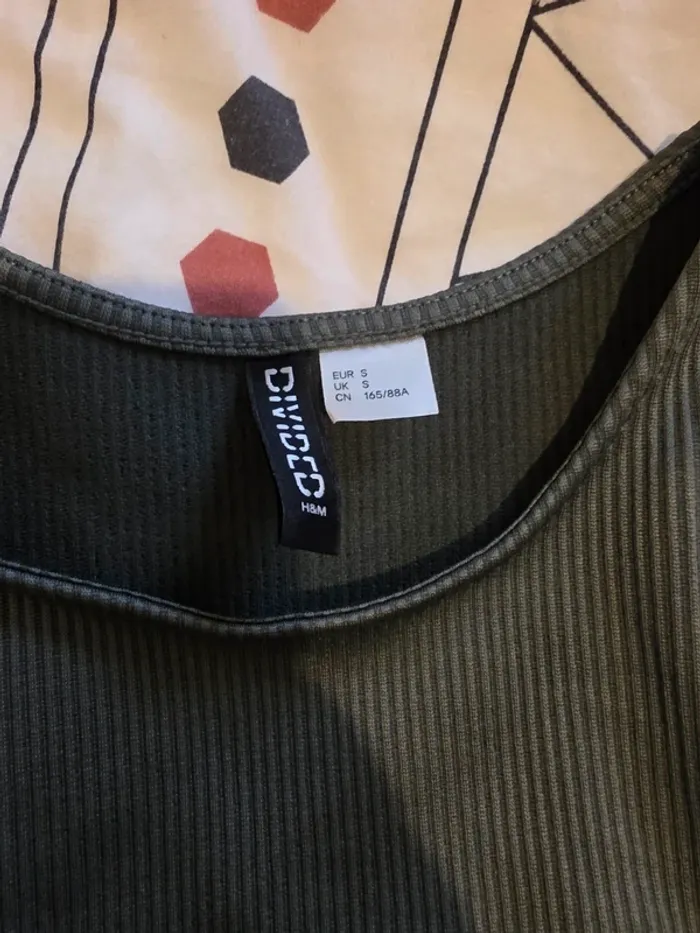 DIVIDED
H&M
EUR S
UK S
CN 165/88A